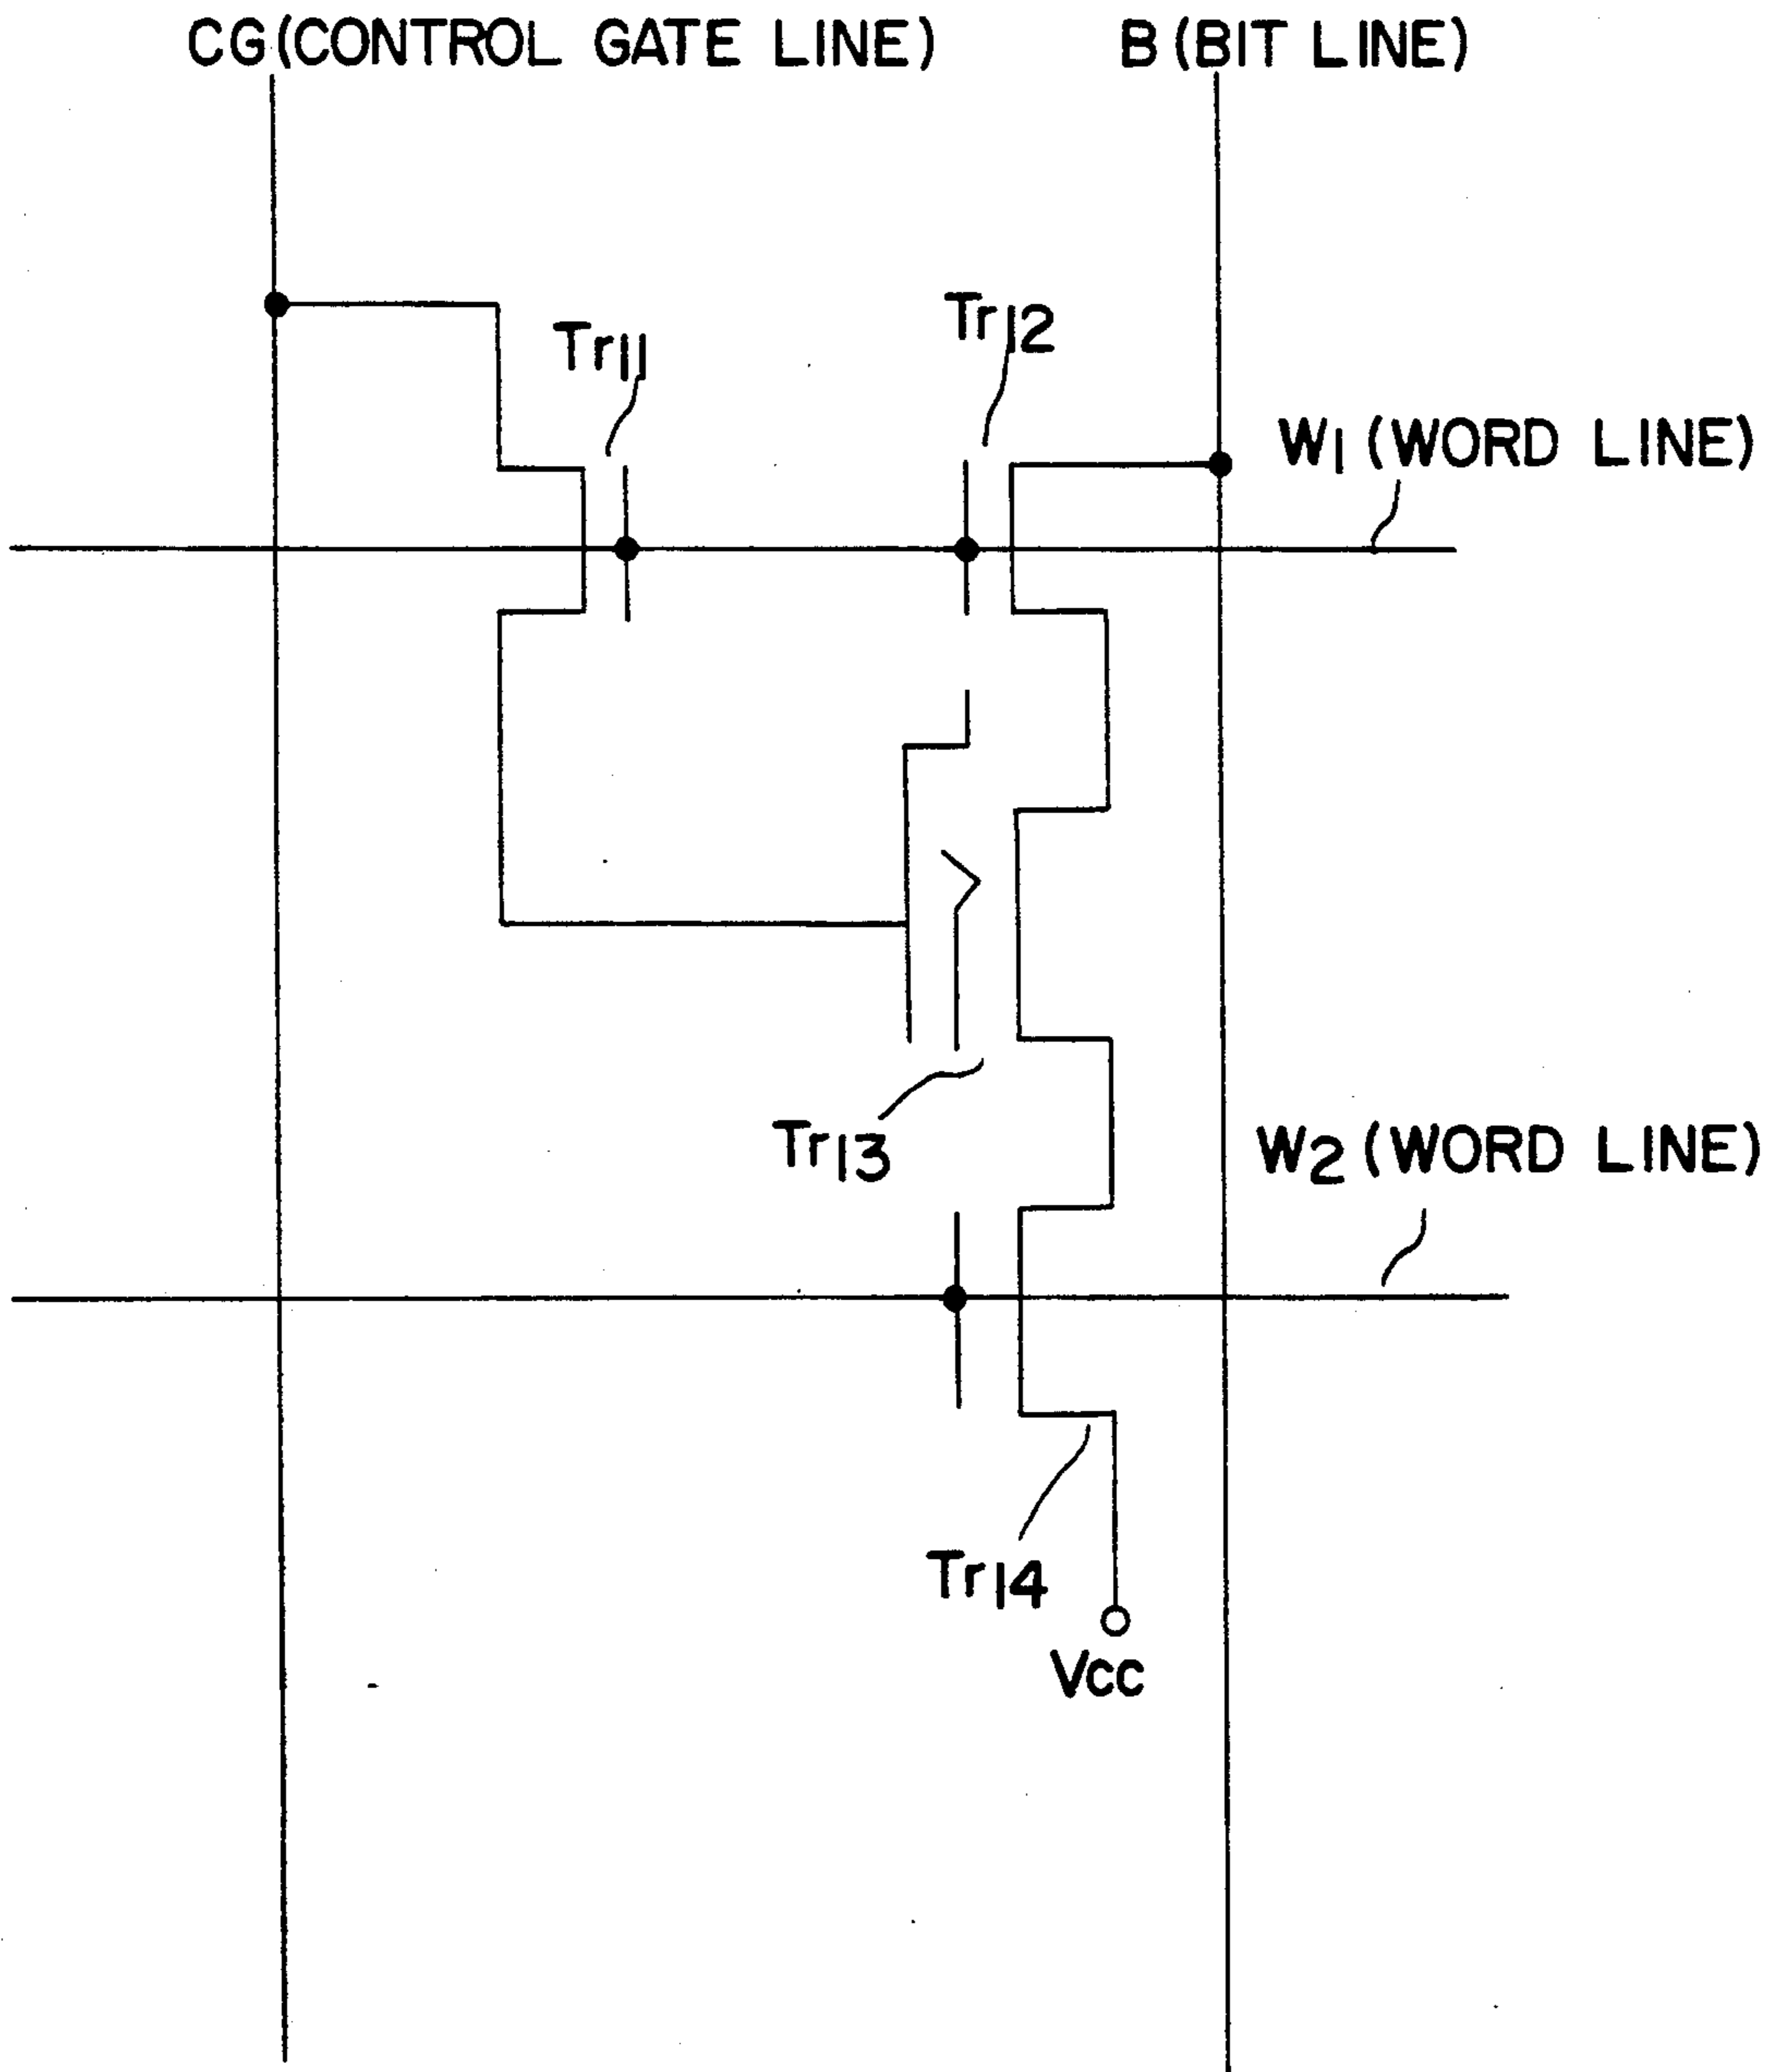 CG (CONTROL GATE LINE)
B (BIT LINE)
Tr11
Tr12
W1 (WORD LINE)
Tr13
W2 (WORD LINE)
Tr14
Vcc